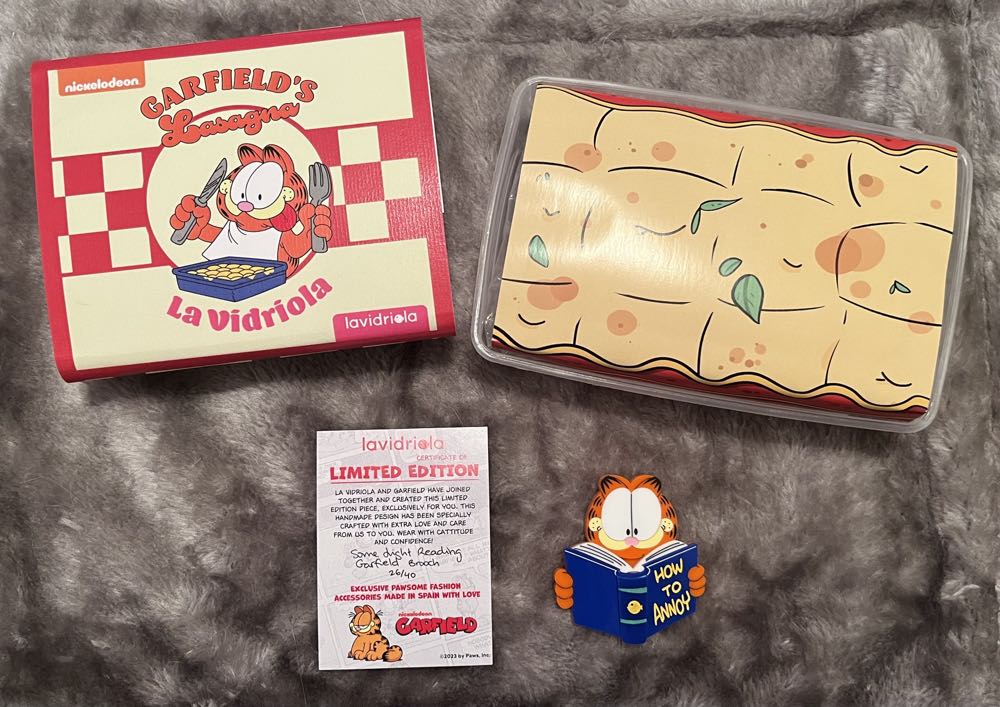 nickelodeon
GARFIELD'S
Lasagna
La Vidriola
lavidriola
lavidriola
CERTIFICATE OF
LIMITED EDITION
LA VIDRIOLA AND GARFIELD HAVE JOINED
TOGETHER AND CREATED THIS LIMITED
EDITION PIECE, EXCLUSIVELY FOR YOU. THIS
HANDMADE DESIGN HAS BEEN SPECIALLY
CRAFTED WITH EXTRA LOVE AND CARE
FROM US TO YOU. WEAR WITH CATTITUDE
AND CONFIDENCE!
Some Light Reading
Garfield Brooch
26/40
EXCLUSIVE PAWSOME FASHION
ACCESSORIES MADE IN SPAIN WITH LOVE
nickelodeon
GARFIELD
©2023 by Paws, Inc.
HOW
TO
ANNOY